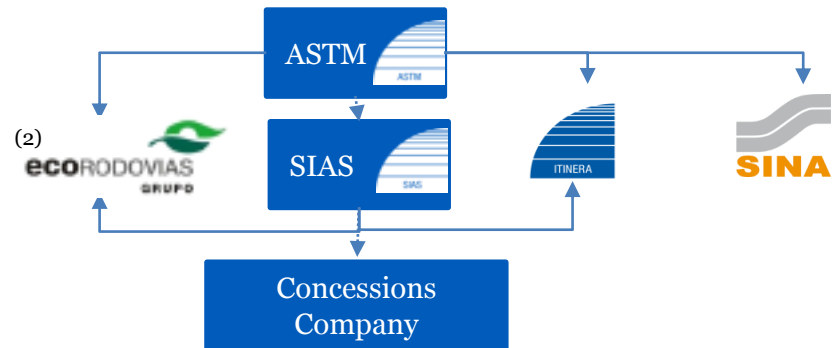 ASTM
ASTM
(2)
ecoRODOVIAS
GRUPO
SIAS
SIAS
ITINERA
SINA
Concessions
Company